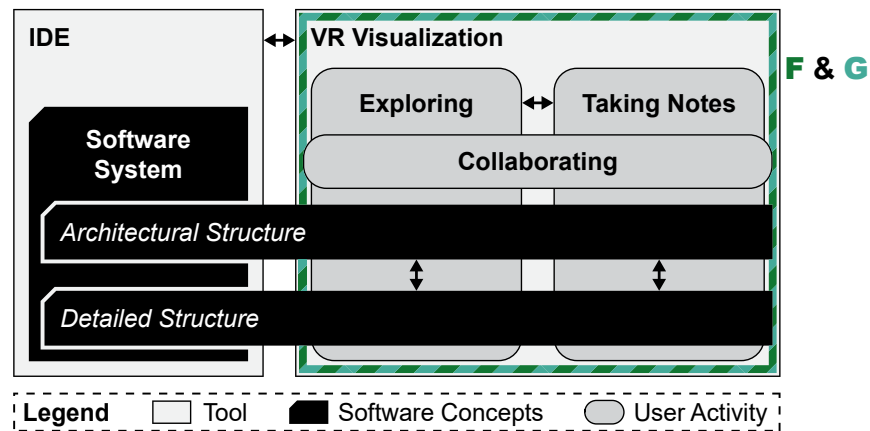 IDE
VR Visualization
F & G
Exploring
Taking Notes
Software
System
Collaborating
Architectural Structure
Detailed Structure
Legend
Tool
Software Concepts
User Activity